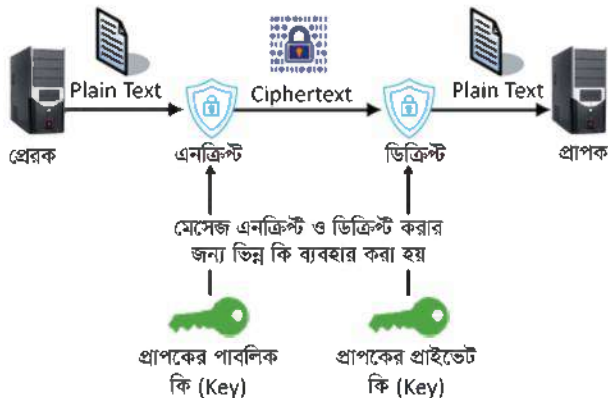 Plain Text
Ciphertext
Plain Text
প্রেরক
এনক্রিপ্ট
ডিক্রিপ্ট
প্রাপক
মেসেজ এনক্রিপ্ট ও ডিক্রিপ্ট করার
জন্য ভিন্ন কি ব্যবহার করা হয়
প্রাপকের পাবলিক
কি (Key)
প্রাপকের প্রাইভেট
কি (Key)